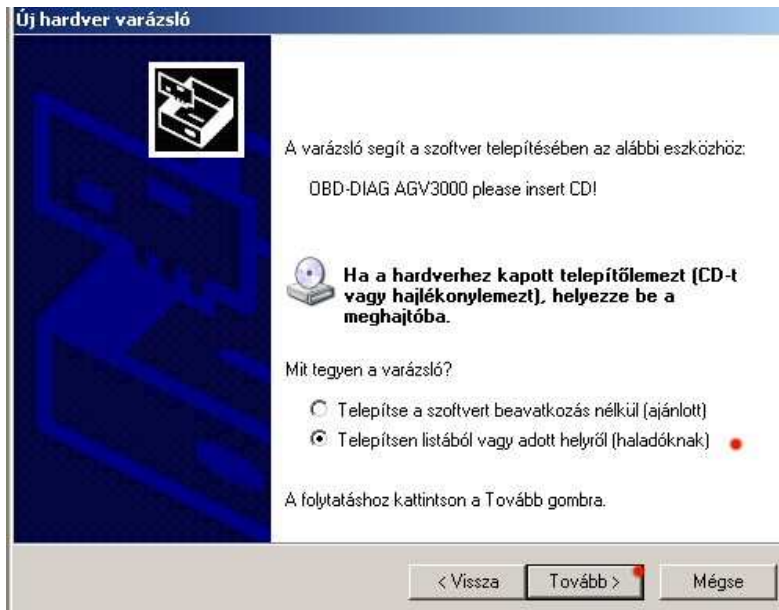 Új hardver varázsló
A varázsló segít a szoftver telepítésében az alábbi eszközhöz:
OBD-DIAG AGV3000 please insert CD!
Ha a hardverhez kapott telepítőlemezt (CD-t
vagy hajlékonylemezt), helyezze be a
meghajtóba.
Mit tegyen a varázsló?
Telepítse a szoftvert beavatkozás nélkül (ajánlott)
Telepítsen listából vagy adott helyről (haladóknak)
A folytatáshoz kattintson a Tovább gombra.
< Vissza Tovább > Mégse